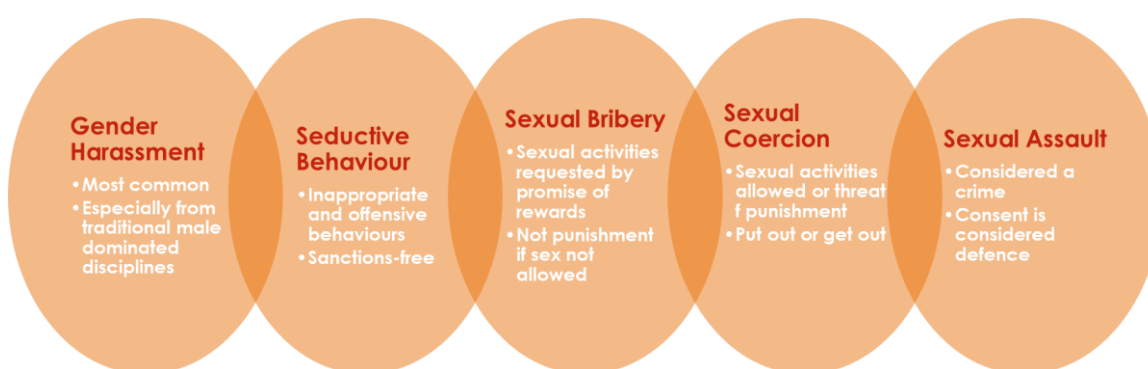 Gender
Harassment
•Most common
•Especially from
traditional male
dominated
disciplines
Seductive
Behaviour
•Inappropriate
and offensive
behaviours
•Sanctions-free
Sexual Bribery
•Sexual activities
requested by
promise of
rewards
•Not punishment
if sex not
allowed
Sexual
Coercion
•Sexual activities
allowed or threat
f punishment
•Put out or get out
Sexual Assault
•Considered a
crime
•Consent is
considered
defence